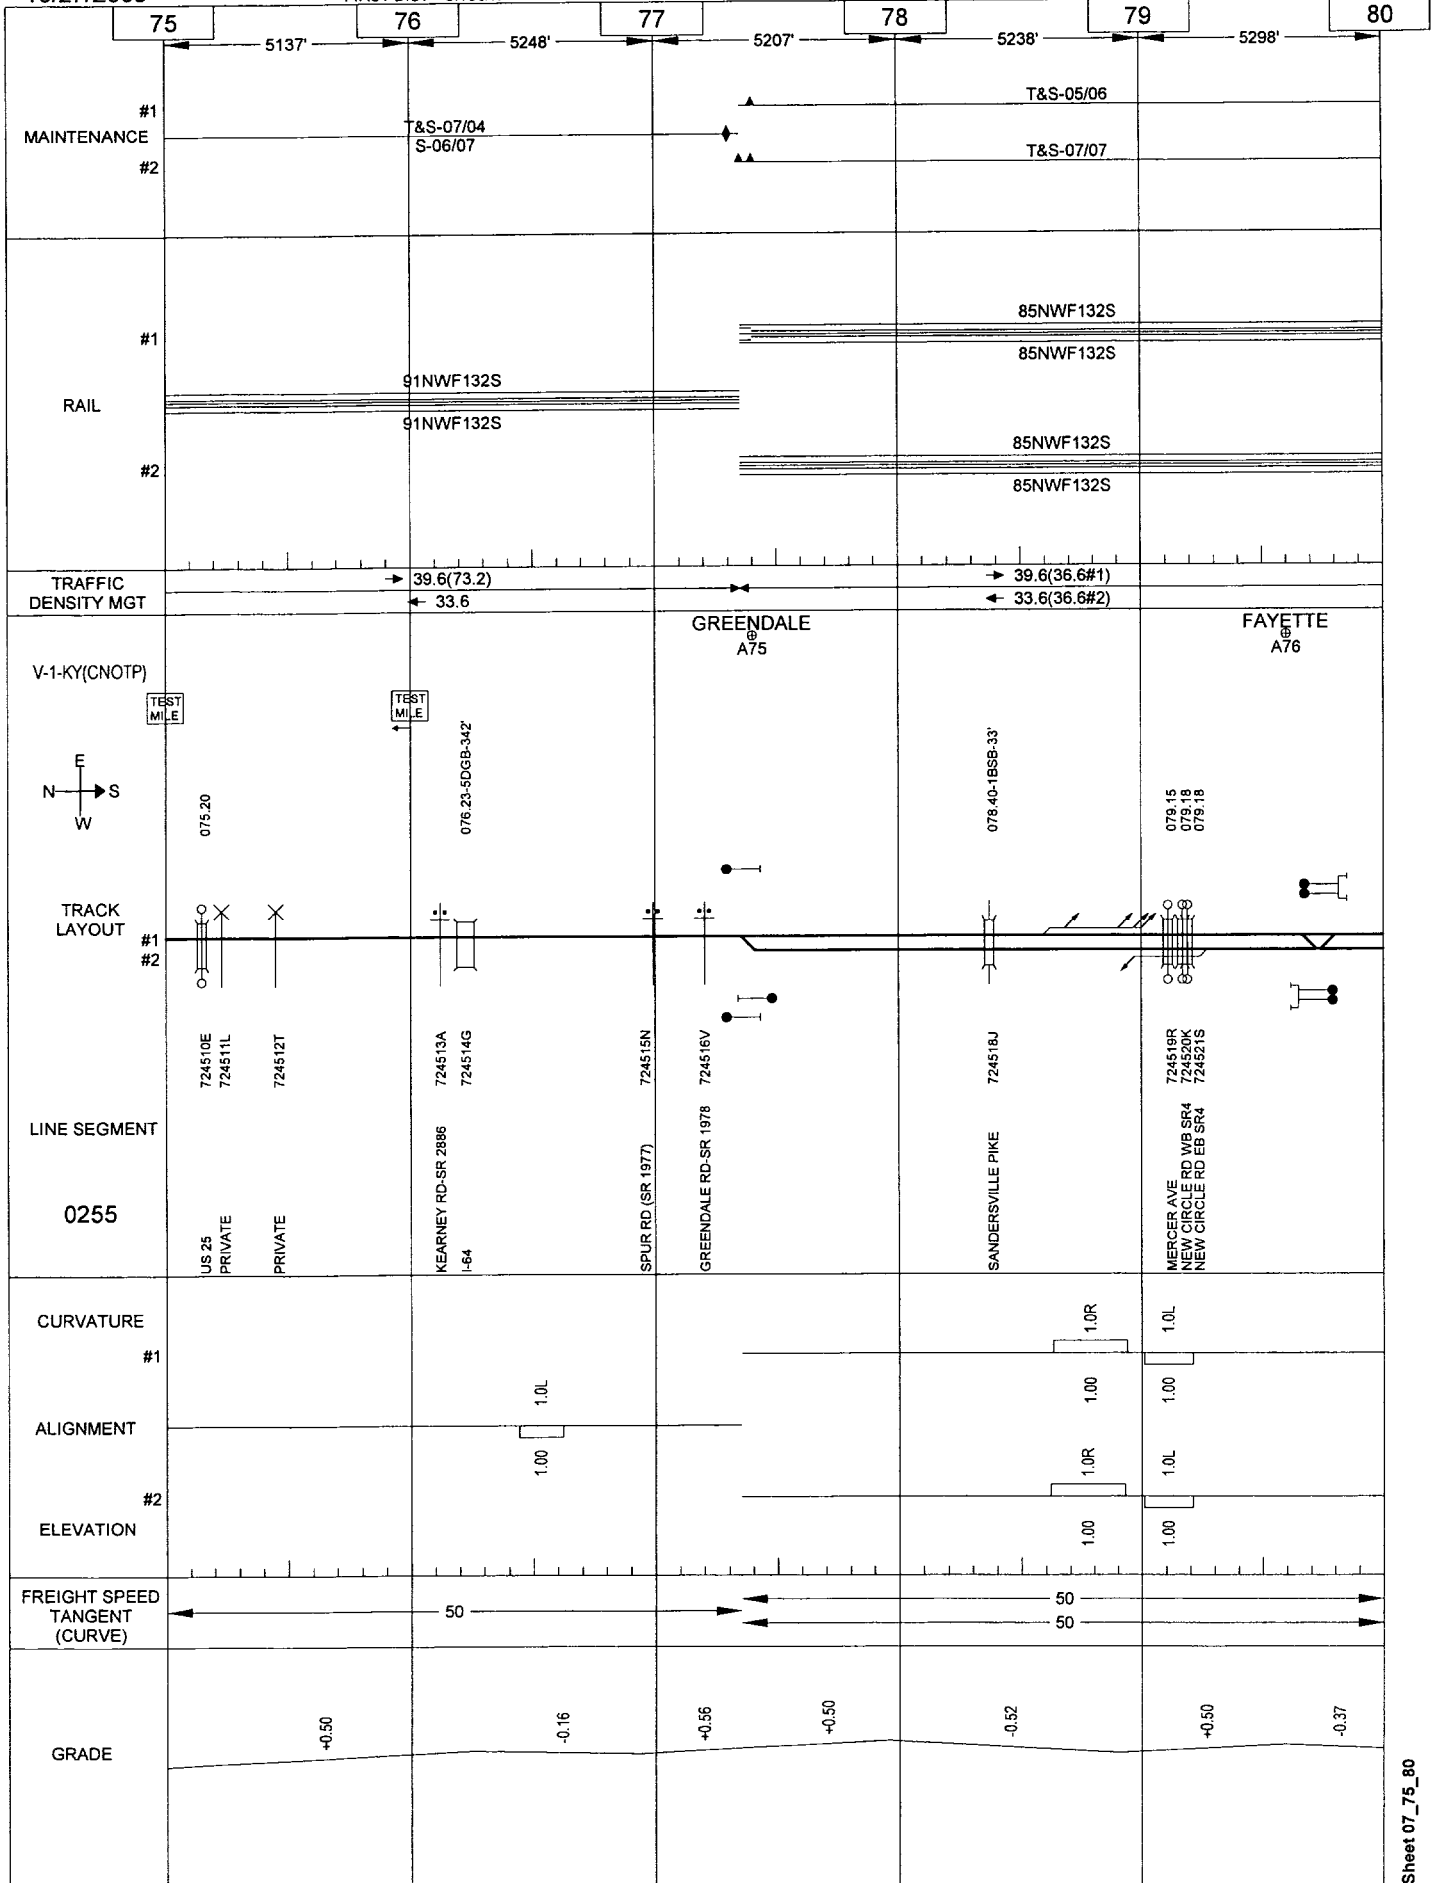 75 76 77 78 79 80
5137' 5248' 5207' 5238' 5298'
#1 T&S-05/06
MAINTENANCE T&S-07/04
S-06/07
#2 T&S-07/07
85NWF132S
#1
85NWF132S
91NWF132S
RAIL
91NWF132S
85NWF132S
#2
85NWF132S
TRAFFIC
DENSITY MGT
39.6(73.2) 39.6(36.6#1)
33.6 33.6(36.6#2)
GREENDALE FAYETTE
A75 A76
V-1-KY(CNOTP)
TEST
MILE
TEST
MILE
E
N S
W
075.20
076.23-5DGB-342'
078.40-1BSB-33'
079.15
079.18
079.18
TRACK
LAYOUT
#1
#2
724510E
724511L
724512T
724513A
724514G
724515N
724516V
724518J
724519R
724520K
724521S
LINE SEGMENT
0255
US 25
PRIVATE
PRIVATE
KEARNEY RD-SR 2886
I-64
SPUR RD (SR 1977)
GREENDALE RD-SR 1978
SANDERSVILLE PIKE
MERCER AVE
NEW CIRCLE RD WB SR4
NEW CIRCLE RD EB SR4
CURVATURE
#1
1.0R 1.0L
1.00 1.00
1.0L
ALIGNMENT
1.00
1.0R 1.0L
#2
ELEVATION
1.00 1.00
FREIGHT SPEED
TANGENT
(CURVE)
50
50
50
GRADE
+0.50 -0.16 +0.56 +0.50 -0.52 +0.50 -0.37
Sheet 07_75_80